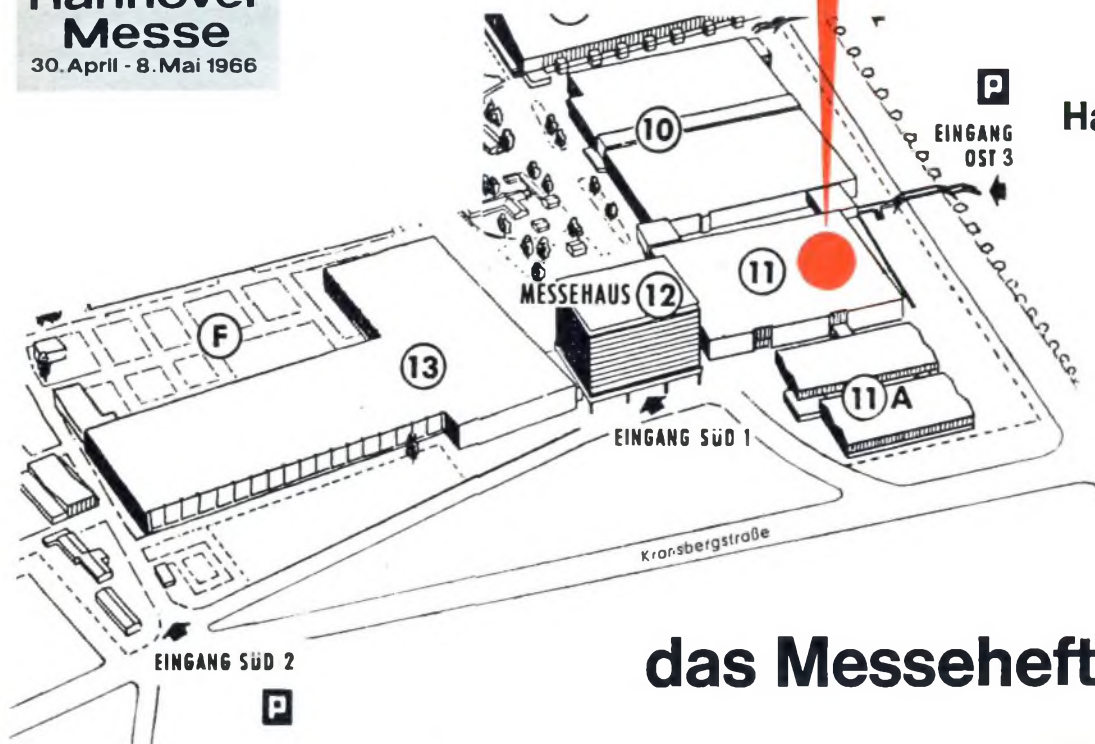 Hannover
Messe
30. April - 8. Mai 1966
P
EINGANG
OST 3
10
11
MESSEHAUS 12
F
13
11 A
EINGANG SÜD 1
Kronsbergstraße
EINGANG SÜD 2
P
das Messeheft